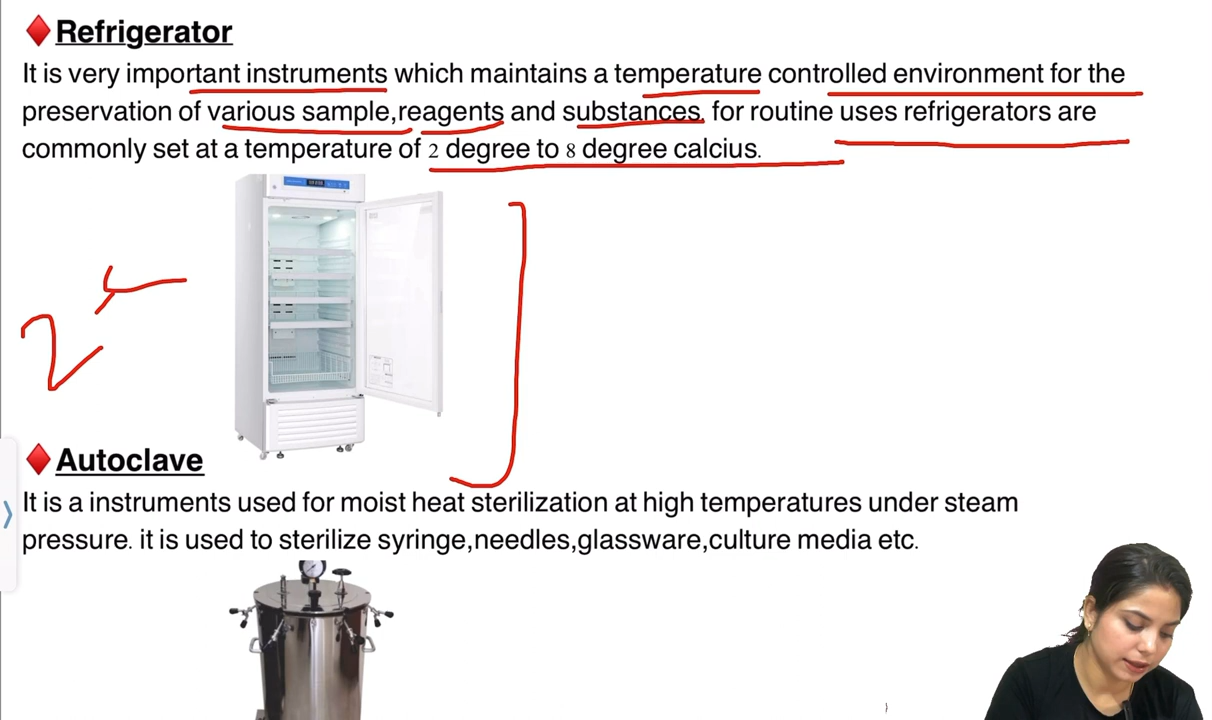 Refrigerator
It is very important instruments which maintains a temperature controlled environment for the
preservation of various sample,reagents and substances. for routine uses refrigerators are
commonly set at a temperature of 2 degree to 8 degree calcius.
2
Autoclave
It is a instruments used for moist heat sterilization at high temperatures under steam
pressure. it is used to sterilize syringe,needles,glassware,culture media etc.